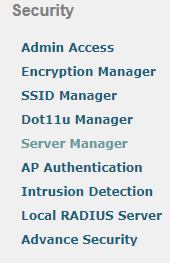 Security
Admin Access
Encryption Manager
SSID Manager
Dot11u Manager
Server Manager
AP Authentication
Intrusion Detection
Local RADIUS Server
Advance Security